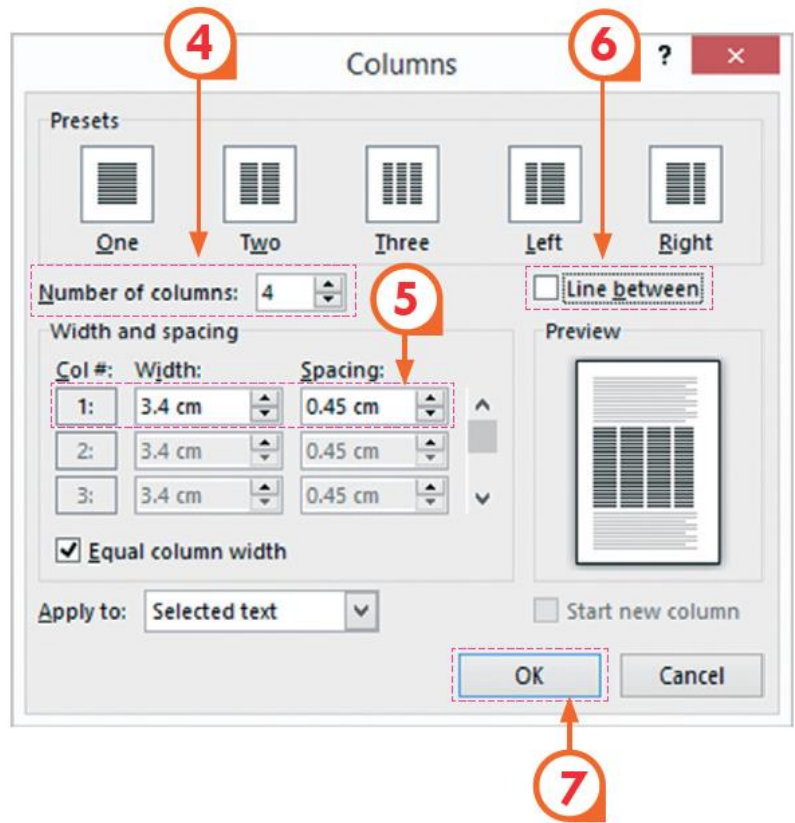 4
6
Columns
?
×
Presets
One
Two
Three
Left
Right
Number of columns: 4
5
Line between
Width and spacing
Preview
Col #: Width: Spacing:
1: 3.4 cm 0.45 cm
2: 3.4 cm 0.45 cm
3: 3.4 cm 0.45 cm
Equal column width
Apply to: Selected text
Start new column
OK
Cancel
7